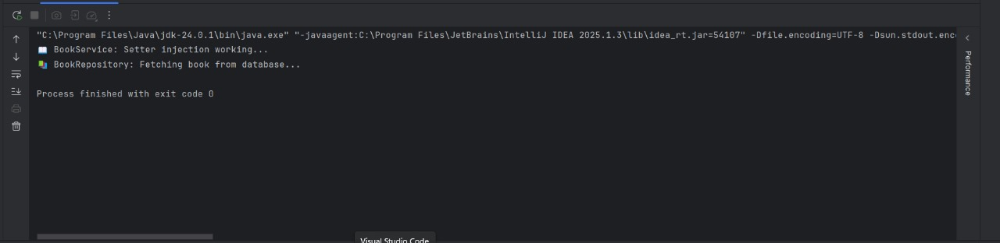 "C:\Program Files\Java\jdk-24.0.1\bin\java.exe" "-javaagent:C:\Program Files\JetBrains\IntelliJ IDEA 2025.1.3\lib\idea_rt.jar=54107" -Dfile.encoding=UTF-8 -Dsun.stdout.enc
📖 BookService: Setter injection working...
📚 BookRepository: Fetching book from database...
Process finished with exit code 0
Performance
Visual Studio Code